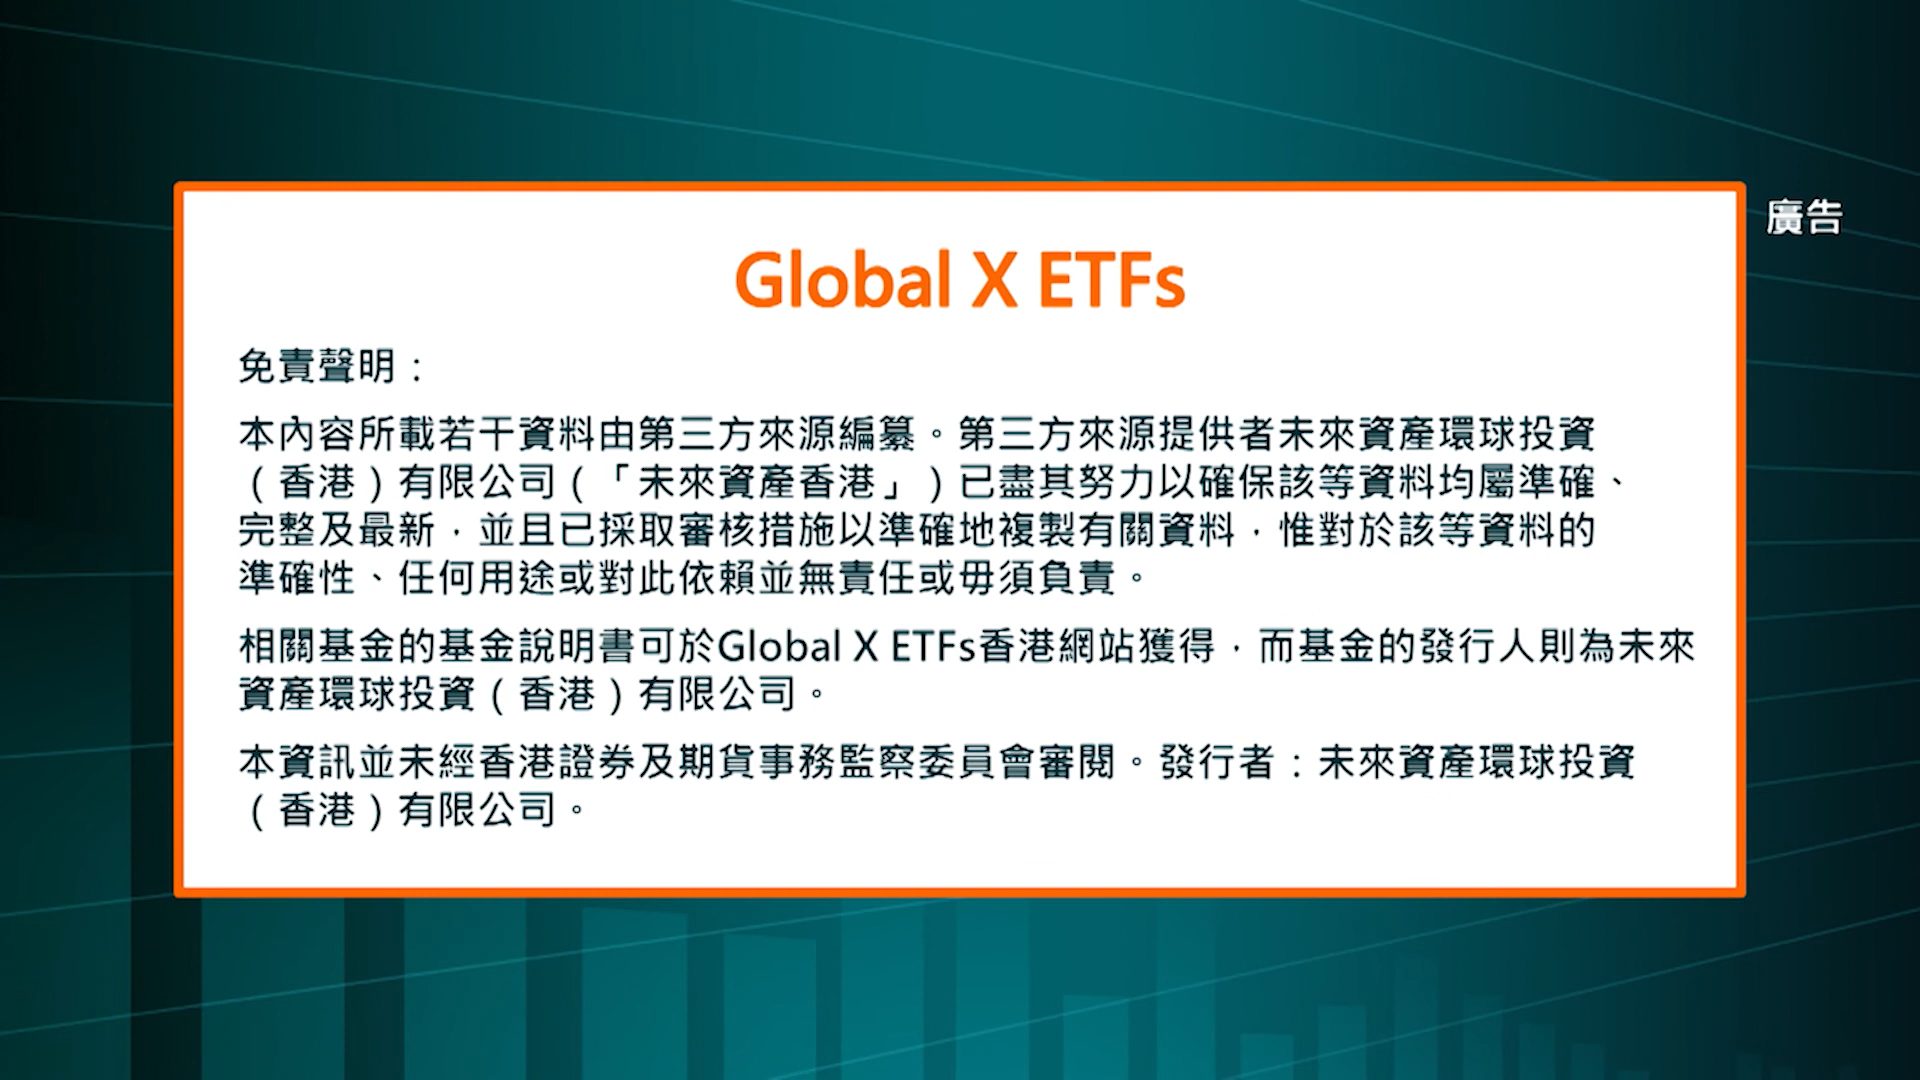 廣告
Global X ETFs
免責聲明：
本內容所載若干資料由第三方來源編纂。第三方來源提供者未來資產環球投資
（香港）有限公司（「未來資產香港」）已盡其努力以確保該等資料均屬準確、
完整及最新，並且已採取審核措施以準確地複製有關資料，惟對於該等資料的
準確性、任何用途或對此依賴並無責任或毋須負責。
相關基金的基金說明書可於Global X ETFs香港網站獲得，而基金的發行人則為未來
資產環球投資（香港）有限公司。
本資訊並未經香港證券及期貨事務監察委員會審閱。發行者：未來資產環球投資
（香港）有限公司。